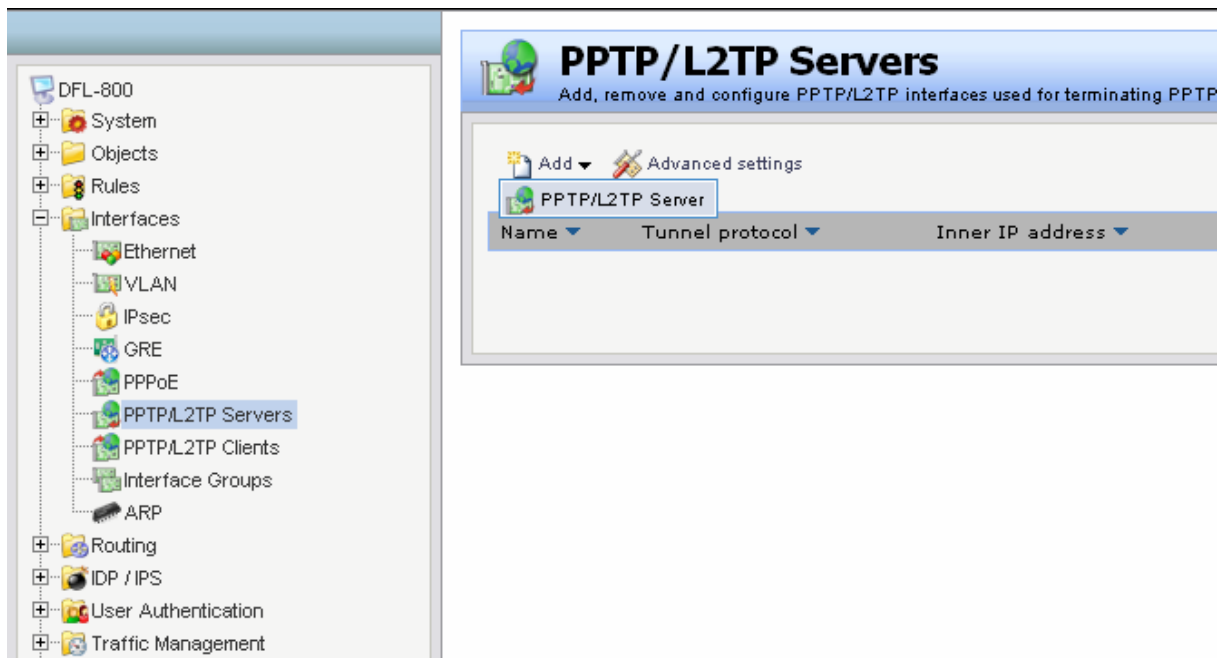 DFL-800
System
Objects
Rules
Interfaces
Ethernet
VLAN
IPsec
GRE
PPPoE
PPTP/L2TP Servers
PPTP/L2TP Clients
Interface Groups
ARP
Routing
IDP / IPS
User Authentication
Traffic Management
PPTP/L2TP Servers
Add, remove and configure PPTP/L2TP interfaces used for terminating PPTP
Add Advanced settings
PPTP/L2TP Server
Name Tunnel protocol Inner IP address